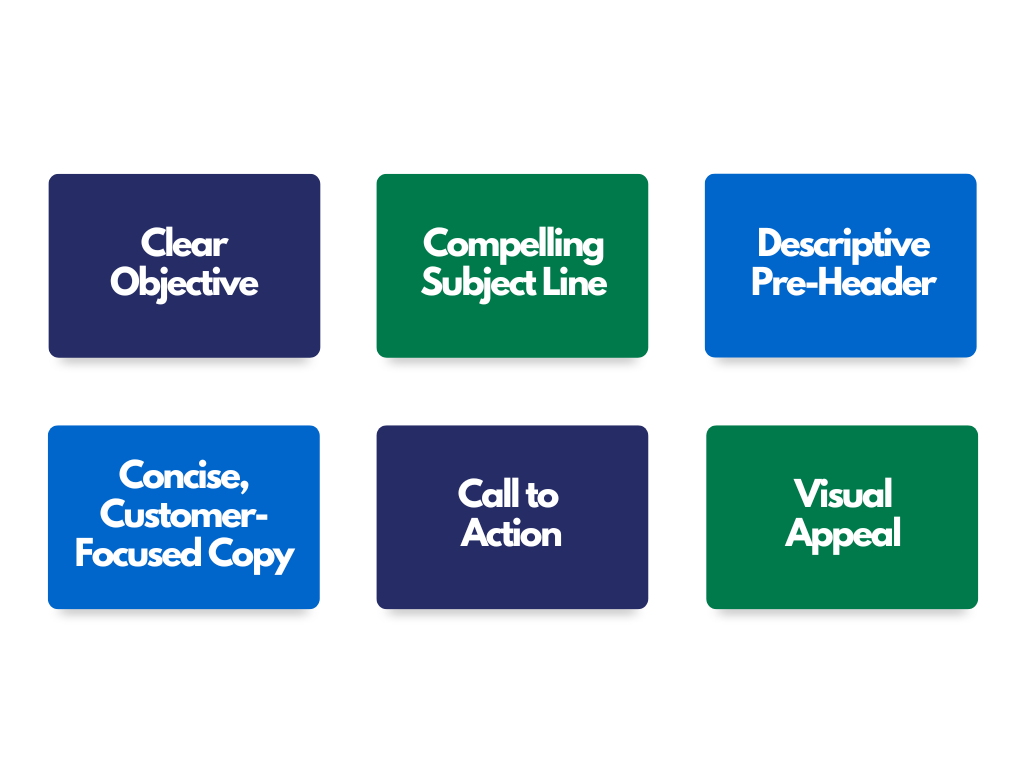 Clear
Objective
Compelling
Subject Line
Descriptive
Pre-Header
Concise,
Customer-
Focused Copy
Call to
Action
Visual
Appeal